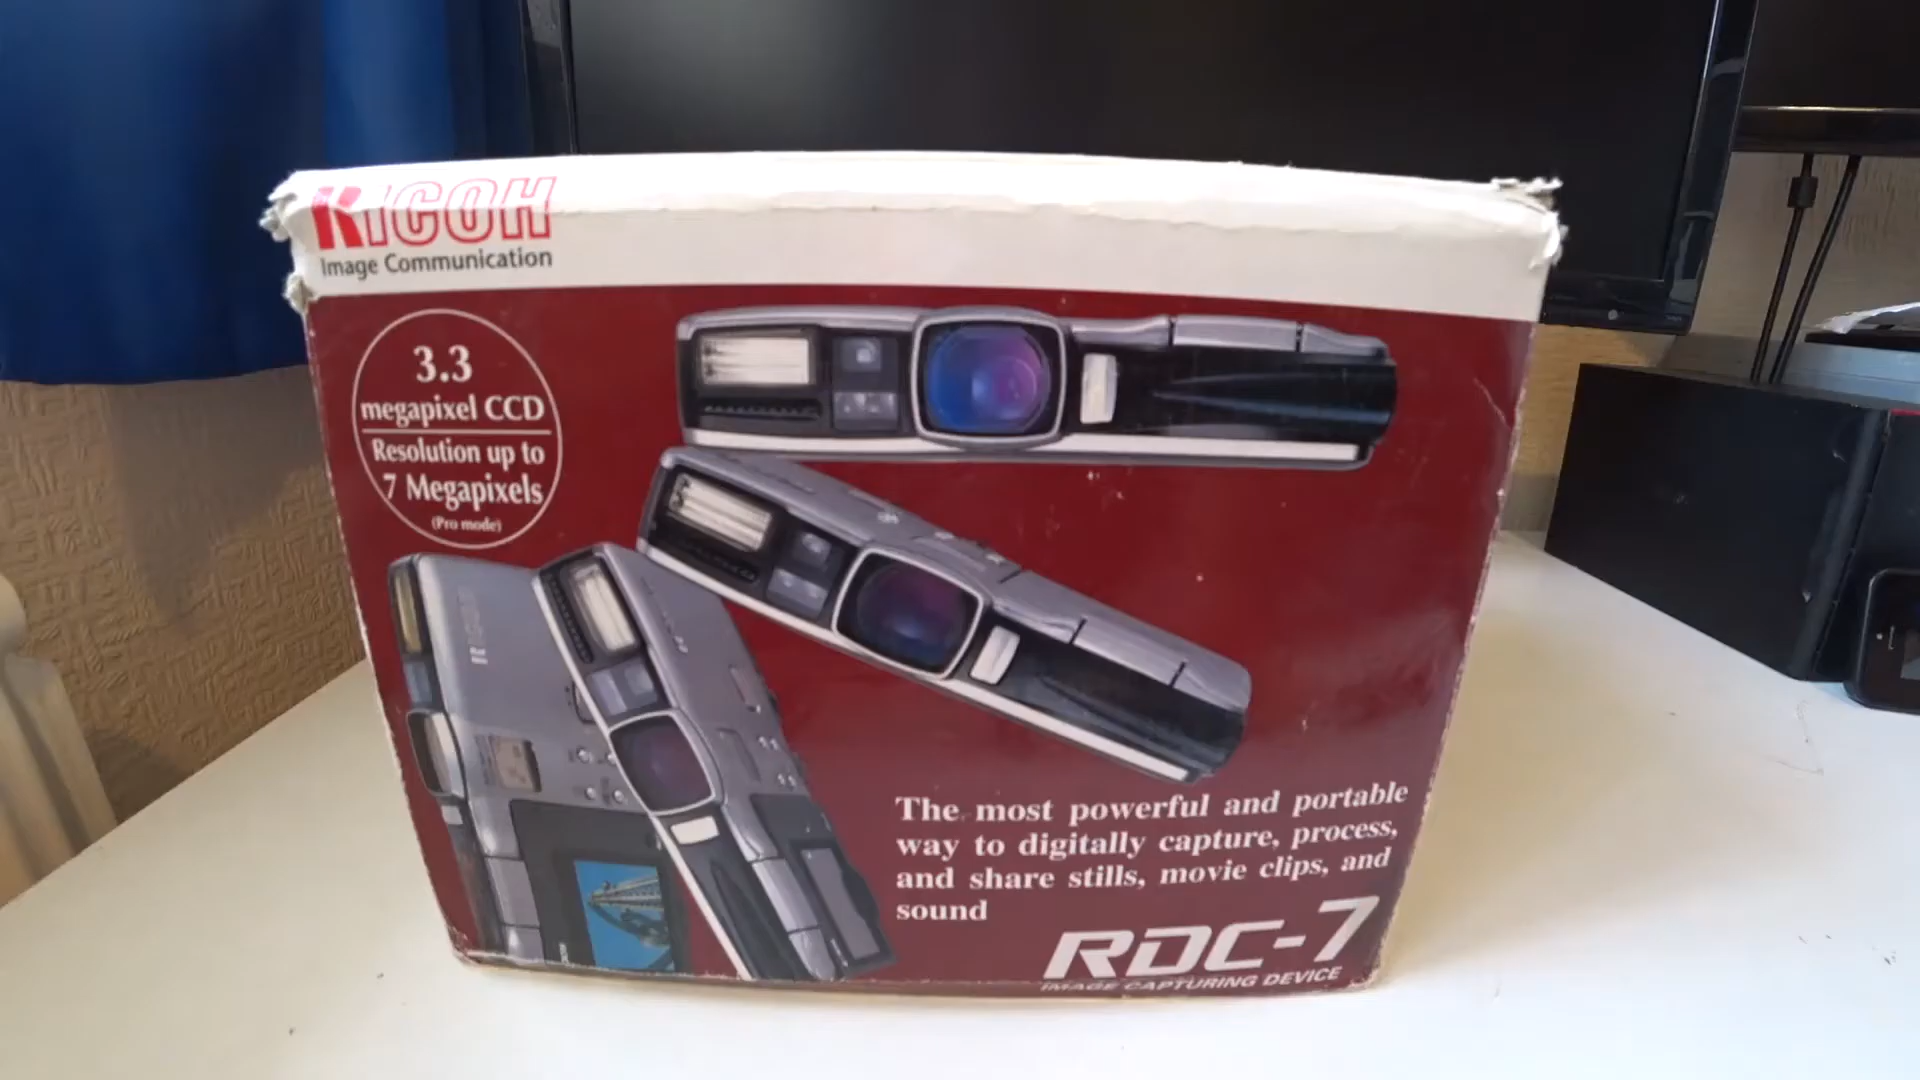 RICOH
Image Communication
3.3
megapixel CCD
Resolution up to
7 Megapixels
(Pro mode)
The most powerful and portable
way to digitally capture, process,
and share stills, movie clips, and
sound
RDC-7
IMAGE CAPTURING DEVICE